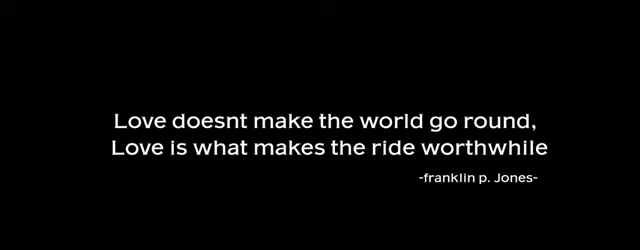 Love doesnt make the world go round,
Love is what makes the ride worthwhile
-franklin p. Jones-